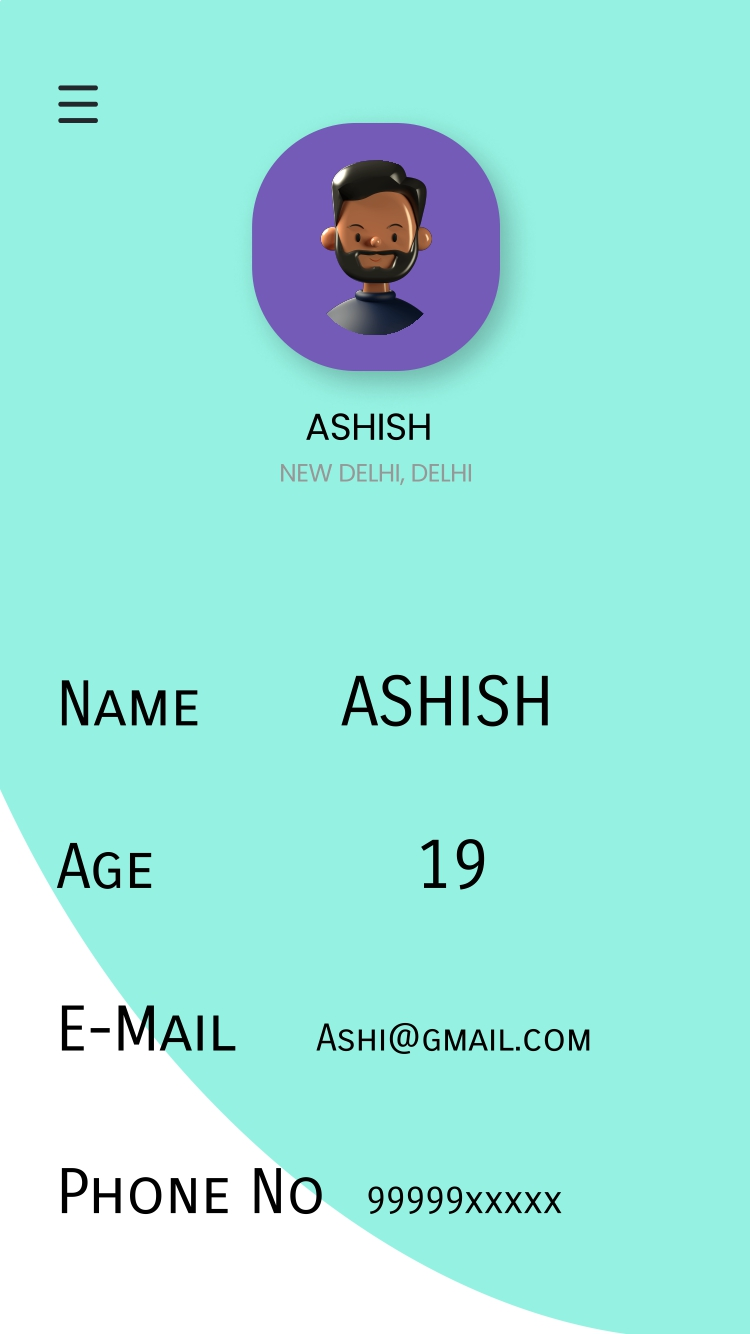 ASHISH
NEW DELHI, DELHI
Name ASHISH
Age 19
E-Mail Ashi@gmail.com
Phone No 99999xxxxx